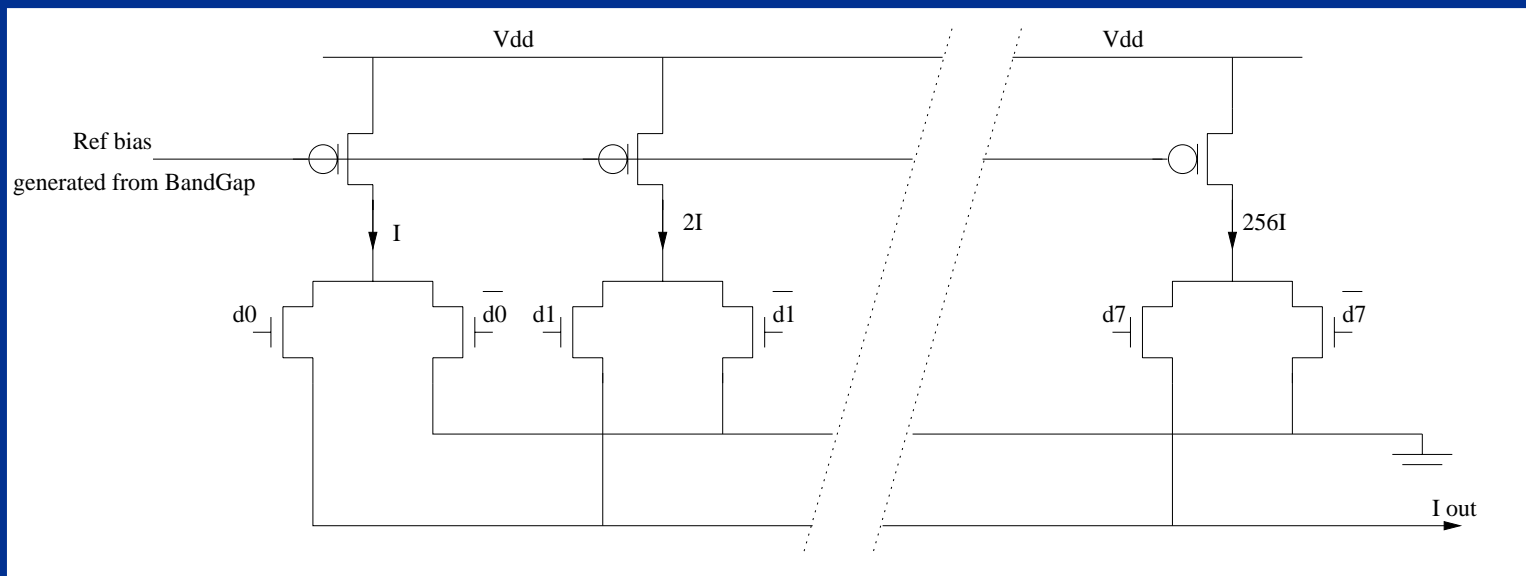 Vdd
Vdd
Ref bias
generated from BandGap
I
2I
256I
d0
d0
d1
d1
d7
d7
I out